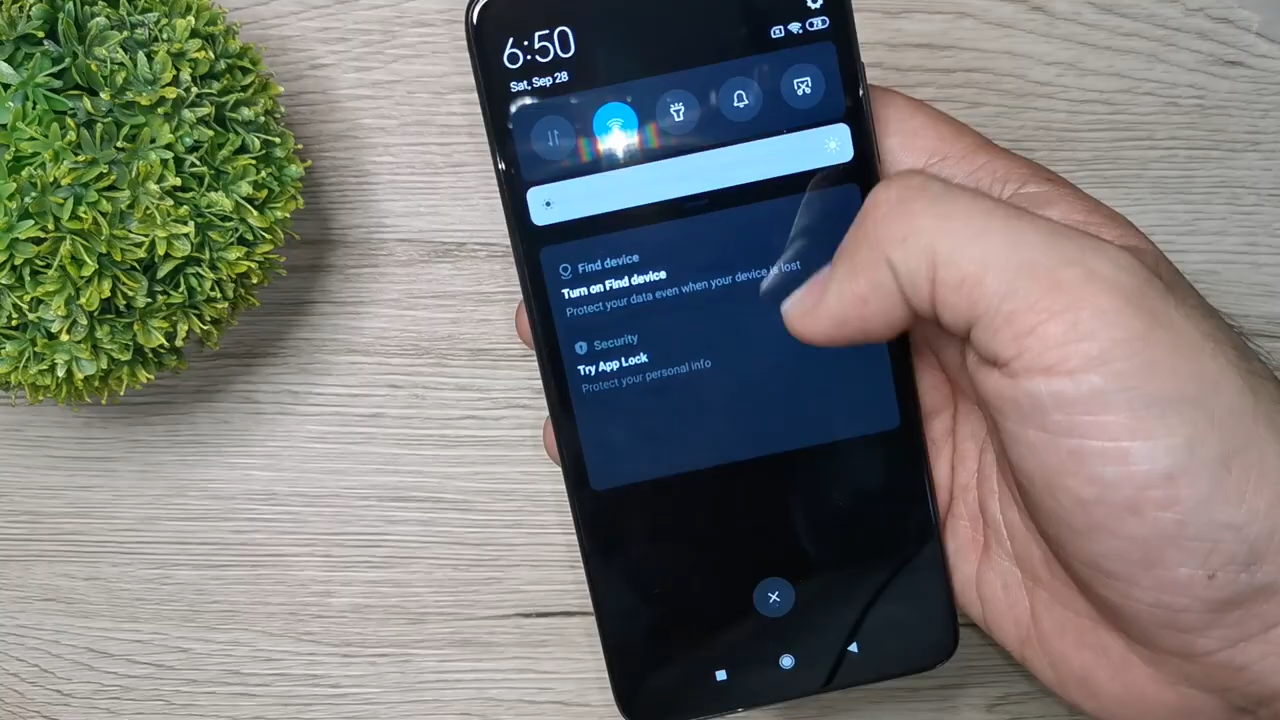 6:50
73
Sat, Sep 28
Find device
Turn on Find device
Protect your data even when your device is lost
Security
Try App Lock
Protect your personal info